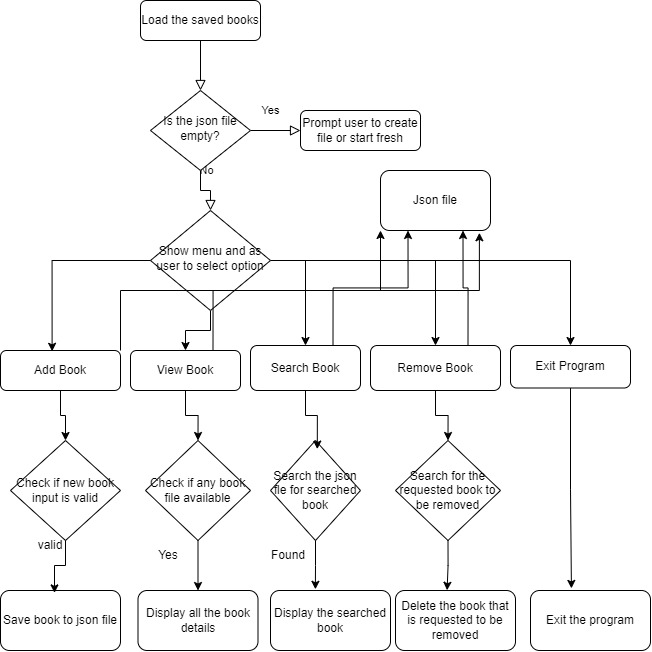 Load the saved books
Is the json file
empty?
Yes
Prompt user to create
file or start fresh
No
Json file
Show menu and as
user to select option
Add Book
View Book
Search Book
Remove Book
Exit Program
Check if new book
input is valid
Check if any book
file available
Search the json
file for searched
book
Search for the
requested book to
be removed
valid
Yes
Found
Save book to json file
Display all the book
details
Display the searched
book
Delete the book that
is requested to be
removed
Exit the program